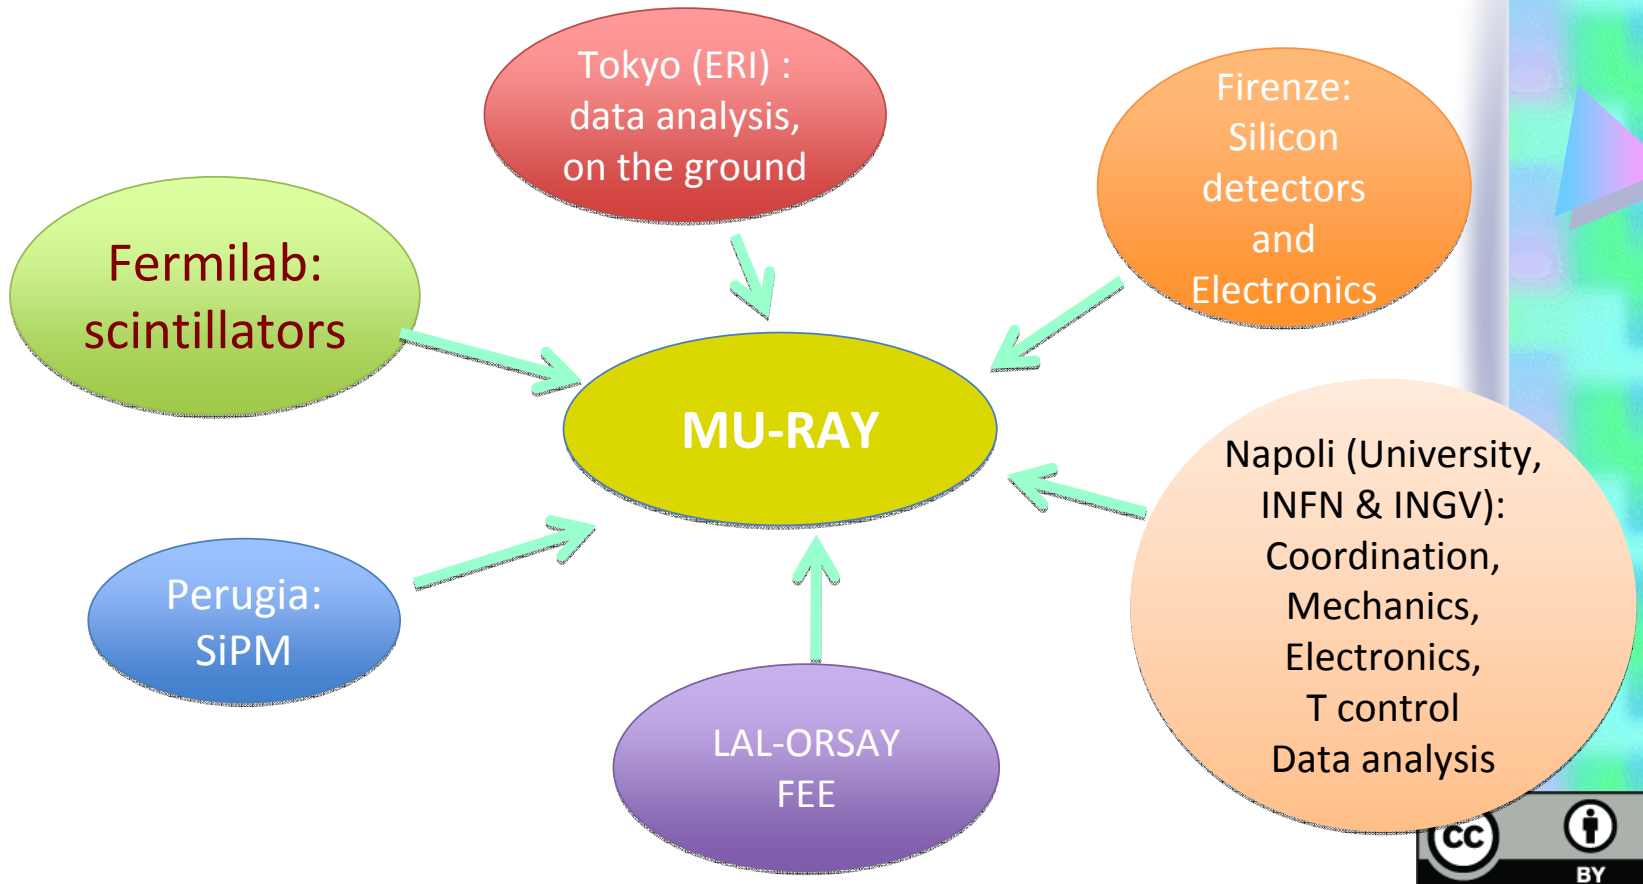 Tokyo (ERI) :
data analysis,
on the ground
Firenze:
Silicon
detectors
and
Electronics
Fermilab:
scintillators
MU-RAY
Napoli (University,
INFN & INGV):
Coordination,
Mechanics,
Electronics,
T control
Data analysis
Perugia:
SiPM
LAL-ORSAY
FEE
cc
BY